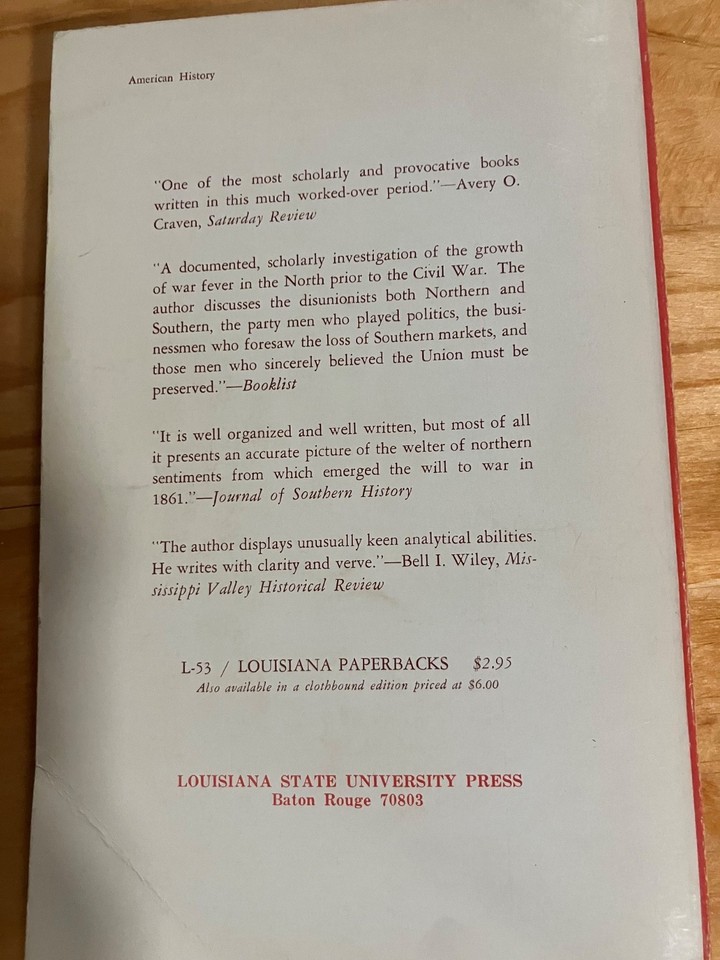 American History
"One of the most scholarly and provocative books
written in this much worked-over period."—Avery O.
Craven, Saturday Review
"A documented, scholarly investigation of the growth
of war fever in the North prior to the Civil War. The
author discusses the disunionists both Northern and
Southern, the party men who played politics, the busi-
nessmen who foresaw the loss of Southern markets, and
those men who sincerely believed the Union must be
preserved."—Booklist
"It is well organized and well written, but most of all
it presents an accurate picture of the welter of northern
sentiments from which emerged the will to war in
1861."—Journal of Southern History
"The author displays unusually keen analytical abilities.
He writes with clarity and verve."—Bell I. Wiley, Mis-
sissippi Valley Historical Review
L-53 / LOUISIANA PAPERBACKS $2.95
Also available in a clothbound edition priced at $6.00
LOUISIANA STATE UNIVERSITY PRESS
Baton Rouge 70803